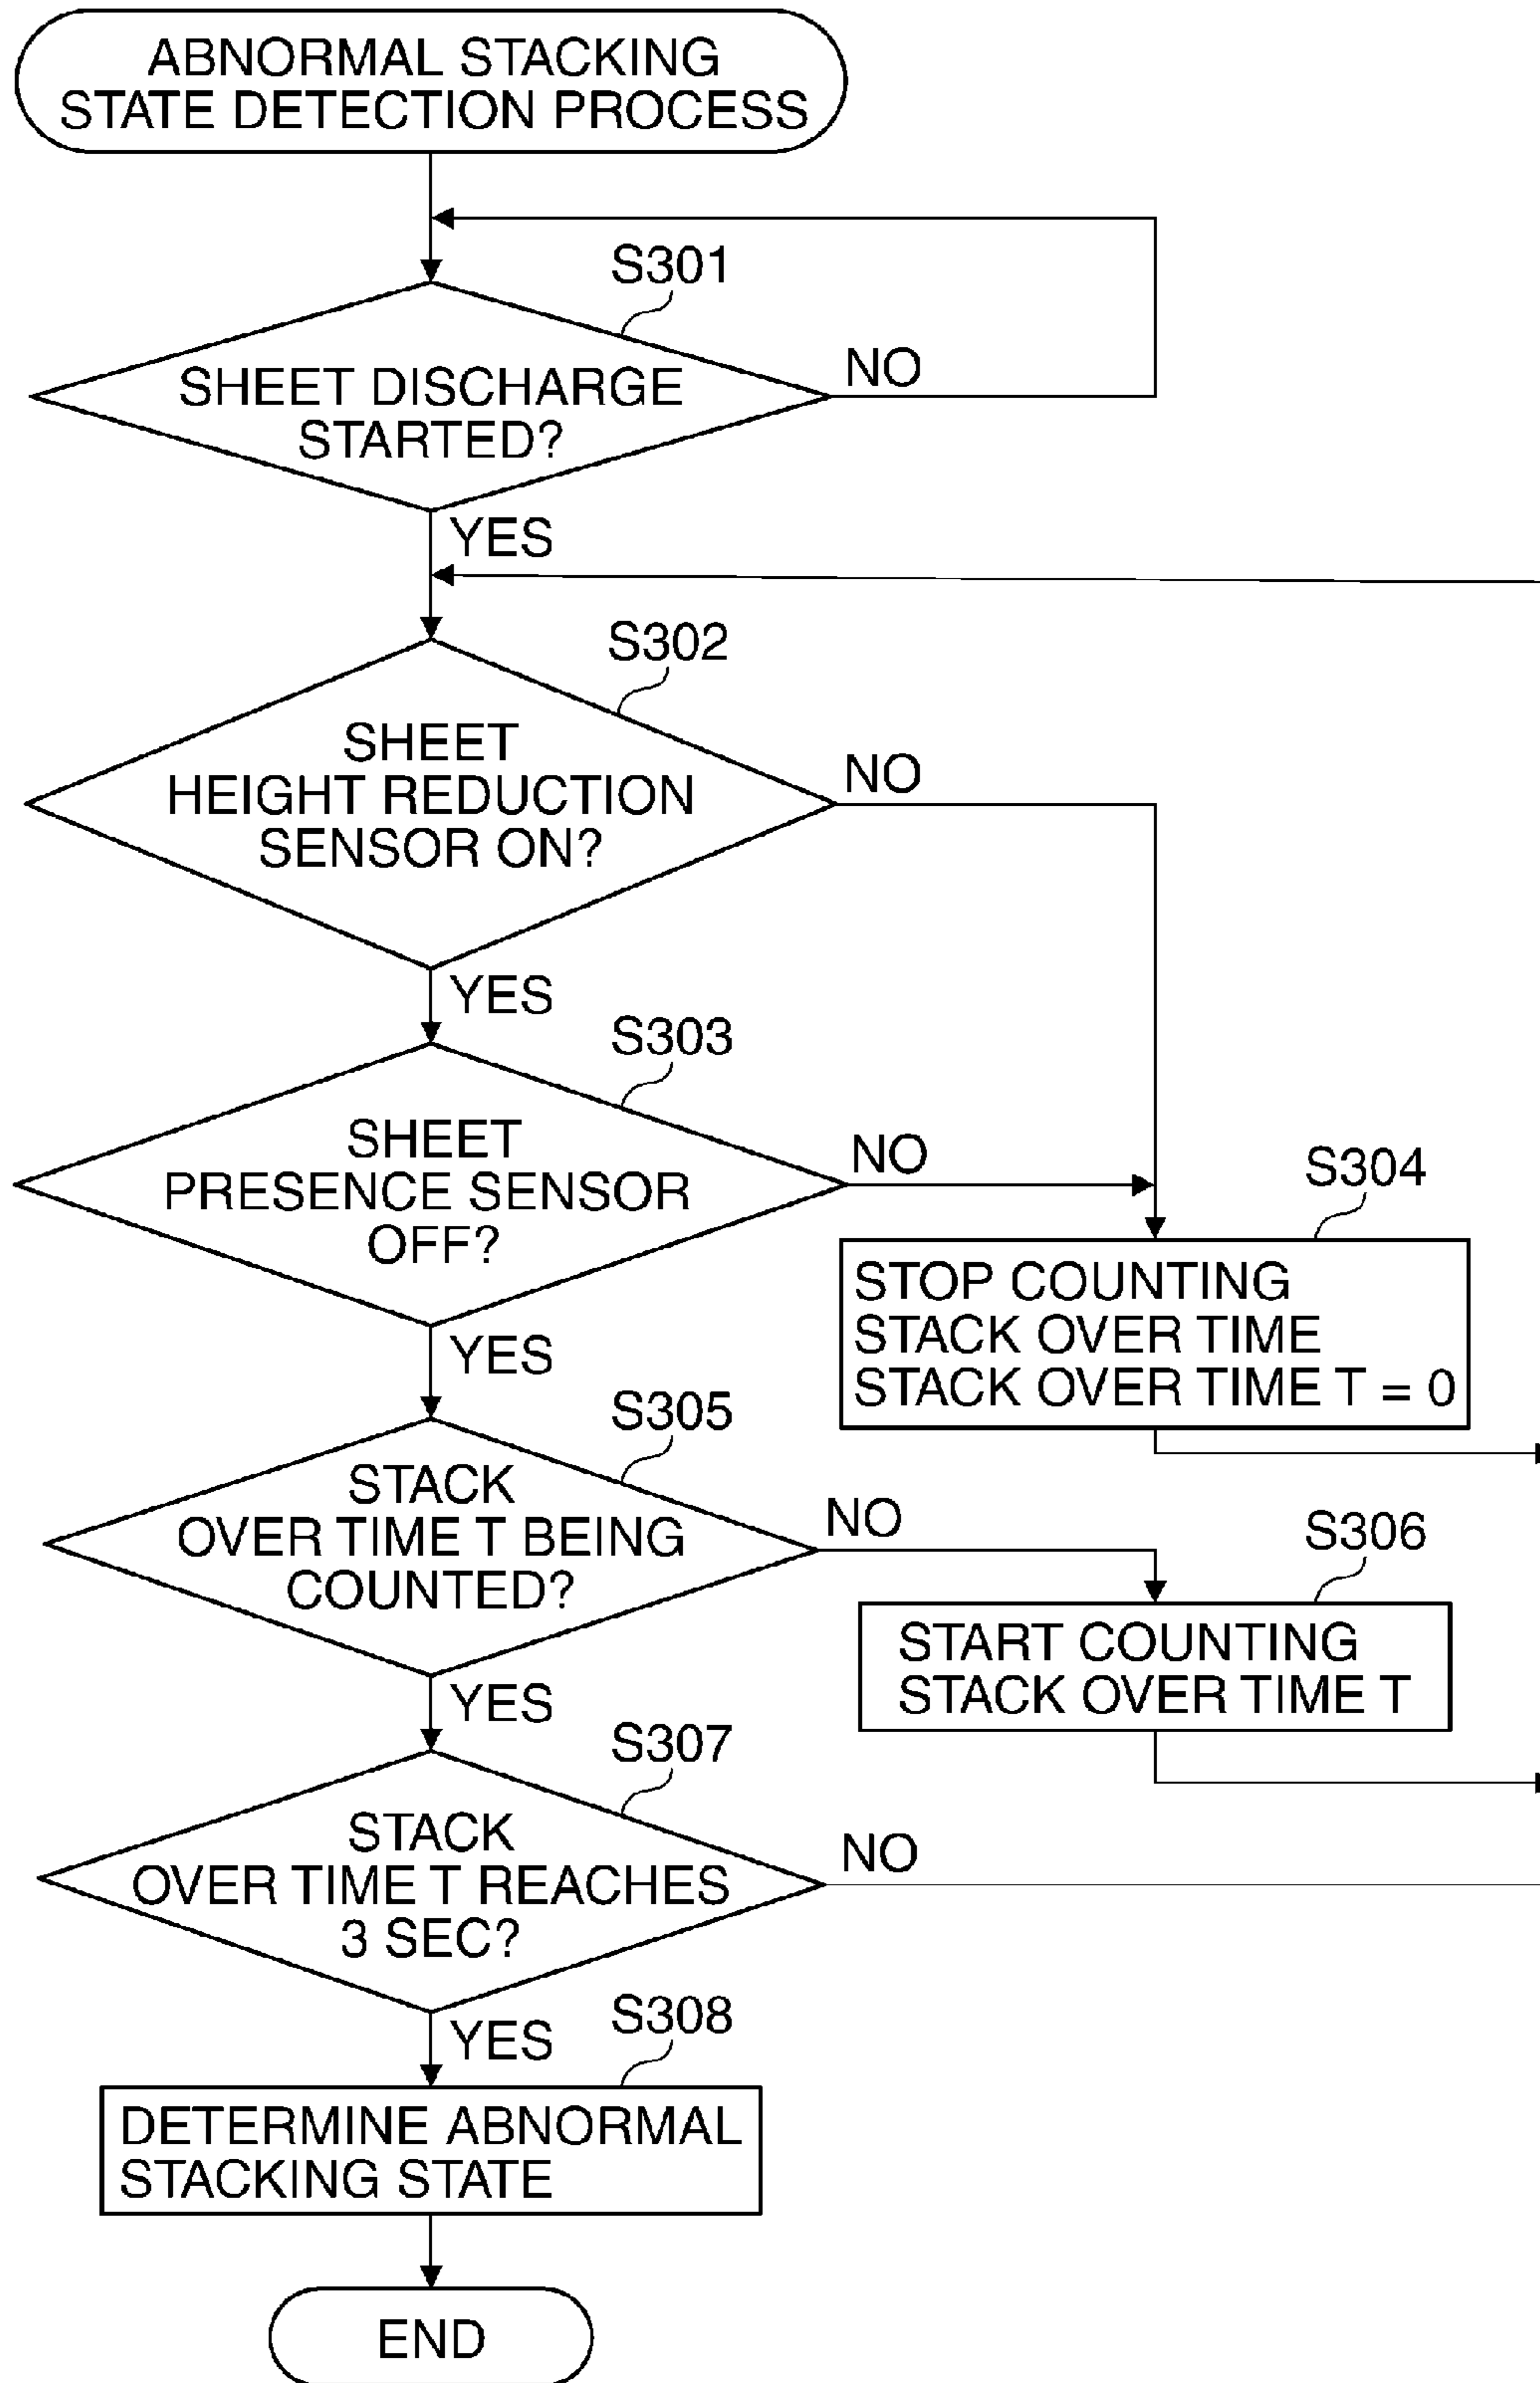 ABNORMAL STACKING
STATE DETECTION PROCESS
S301
SHEET DISCHARGE
STARTED?
NO
YES
S302
SHEET
HEIGHT REDUCTION
SENSOR ON?
NO
YES
S303
SHEET
PRESENCE SENSOR
OFF?
NO
YES
S304
STOP COUNTING
STACK OVER TIME
STACK OVER TIME T = 0
S305
STACK
OVER TIME T BEING
COUNTED?
NO
YES
S306
START COUNTING
STACK OVER TIME T
S307
STACK
OVER TIME T REACHES
3 SEC?
NO
YES
S308
DETERMINE ABNORMAL
STACKING STATE
END